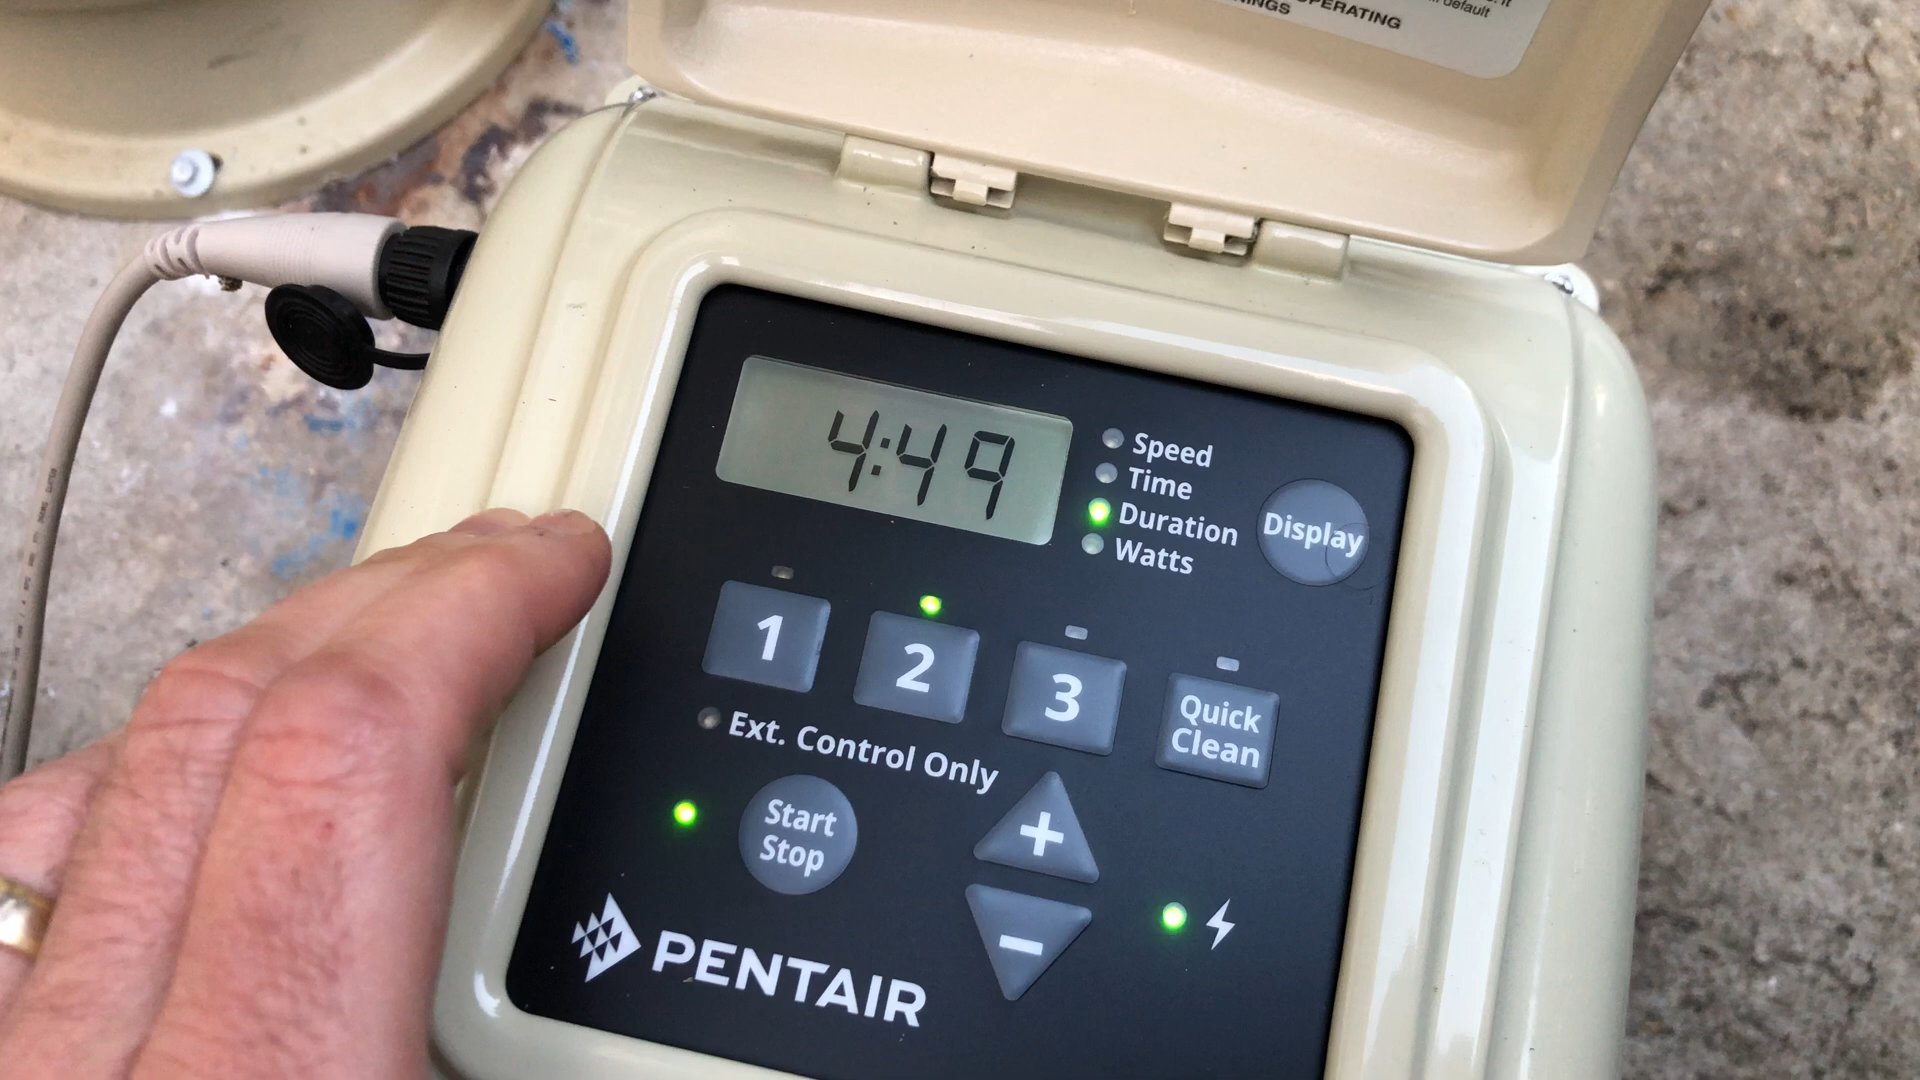 default
OPERATING
4:49
Speed
Time
Duration
Watts
Display
1
2
3
Quick
Clean
Ext. Control Only
Start
Stop
+
−
PENTAIR